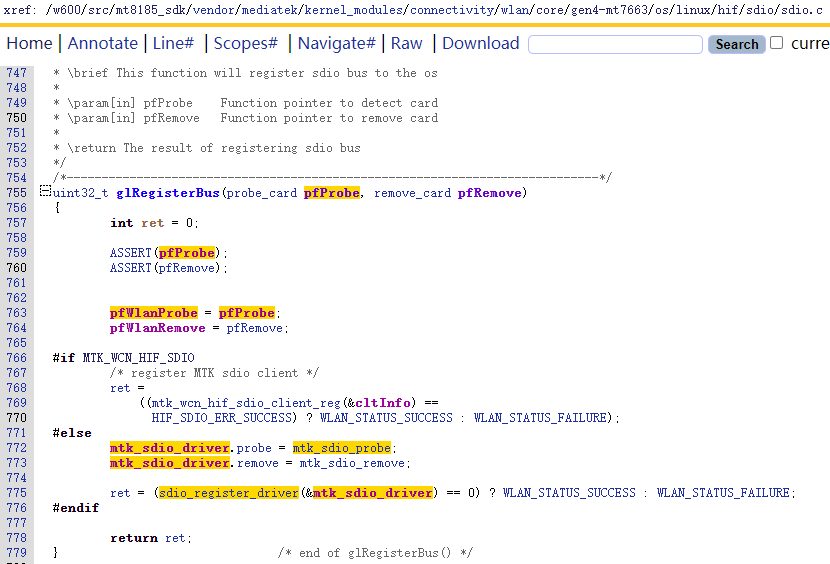 xref: /w600/src/mt8185_sdk/vendor/mediatek/kernel_modules/connectivity/wlan/core/gen4-mt7663/os/linux/hif/sdio/sdio.c
Home | Annotate | Line# | Scopes# | Navigate# | Raw | Download Search curre
747 * \brief This function will register sdio bus to the os
748 *
749 * \param[in] pfProbe    Function pointer to detect card
750 * \param[in] pfRemove   Function pointer to remove card
751 *
752 * \return The result of registering sdio bus
753 */
754 /*----------------------------------------------------------------------------*/
755 uint32_t glRegisterBus(probe_card pfProbe, remove_card pfRemove)
756 {
757         int ret = 0;
758
759         ASSERT(pfProbe);
760         ASSERT(pfRemove);
761
762
763         pfWlanProbe = pfProbe;
764         pfWlanRemove = pfRemove;
765
766 #if MTK_WCN_HIF_SDIO
767         /* register MTK sdio client */
768         ret =
769             ((mtk_wcn_hif_sdio_client_reg(&cltInfo) ==
770               HIF_SDIO_ERR_SUCCESS) ? WLAN_STATUS_SUCCESS : WLAN_STATUS_FAILURE);
771 #else
772         mtk_sdio_driver.probe = mtk_sdio_probe;
773         mtk_sdio_driver.remove = mtk_sdio_remove;
774
775         ret = (sdio_register_driver(&mtk_sdio_driver) == 0) ? WLAN_STATUS_SUCCESS : WLAN_STATUS_FAILURE;
776 #endif
777
778         return ret;
779 }                               /* end of glRegisterBus() */